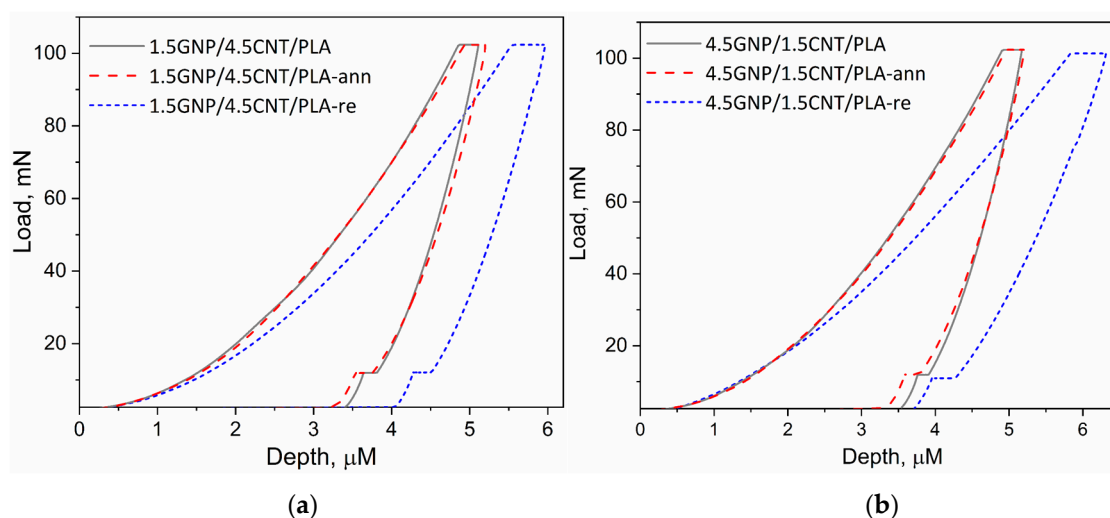 1.5GNP/4.5CNT/PLA
1.5GNP/4.5CNT/PLA-ann
1.5GNP/4.5CNT/PLA-re
Load, mN
100
80
60
40
20
0 1 2 3 4 5 6
Depth, μM
(a)
4.5GNP/1.5CNT/PLA
4.5GNP/1.5CNT/PLA-ann
4.5GNP/1.5CNT/PLA-re
Load, mN
100
80
60
40
20
0 1 2 3 4 5 6
Depth, μM
(b)